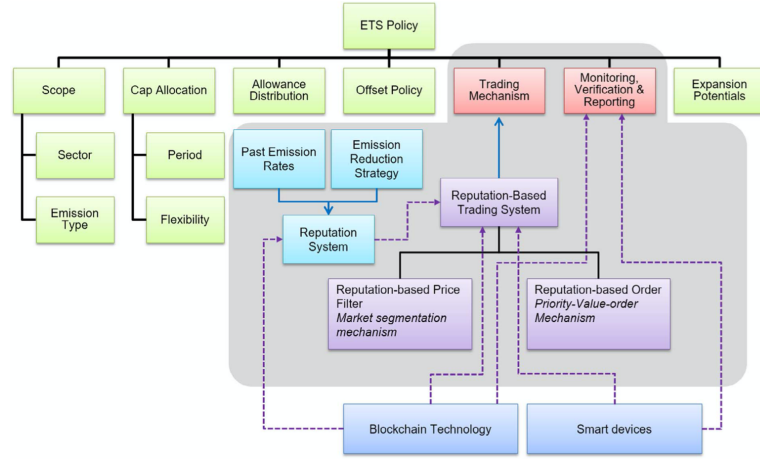 ETS Policy
Scope
Cap Allocation
Allowance
Distribution
Offset Policy
Trading
Mechanism
Monitoring,
Verification &
Reporting
Expansion
Potentials
Sector
Period
Past Emission
Rates
Emission
Reduction
Strategy
Emission
Type
Flexibility
Reputation
System
Reputation-Based
Trading System
Reputation-based Price
Filter
Market segmentation
mechanism
Reputation-based Order
Priority-Value-order
Mechanism
Blockchain Technology
Smart devices